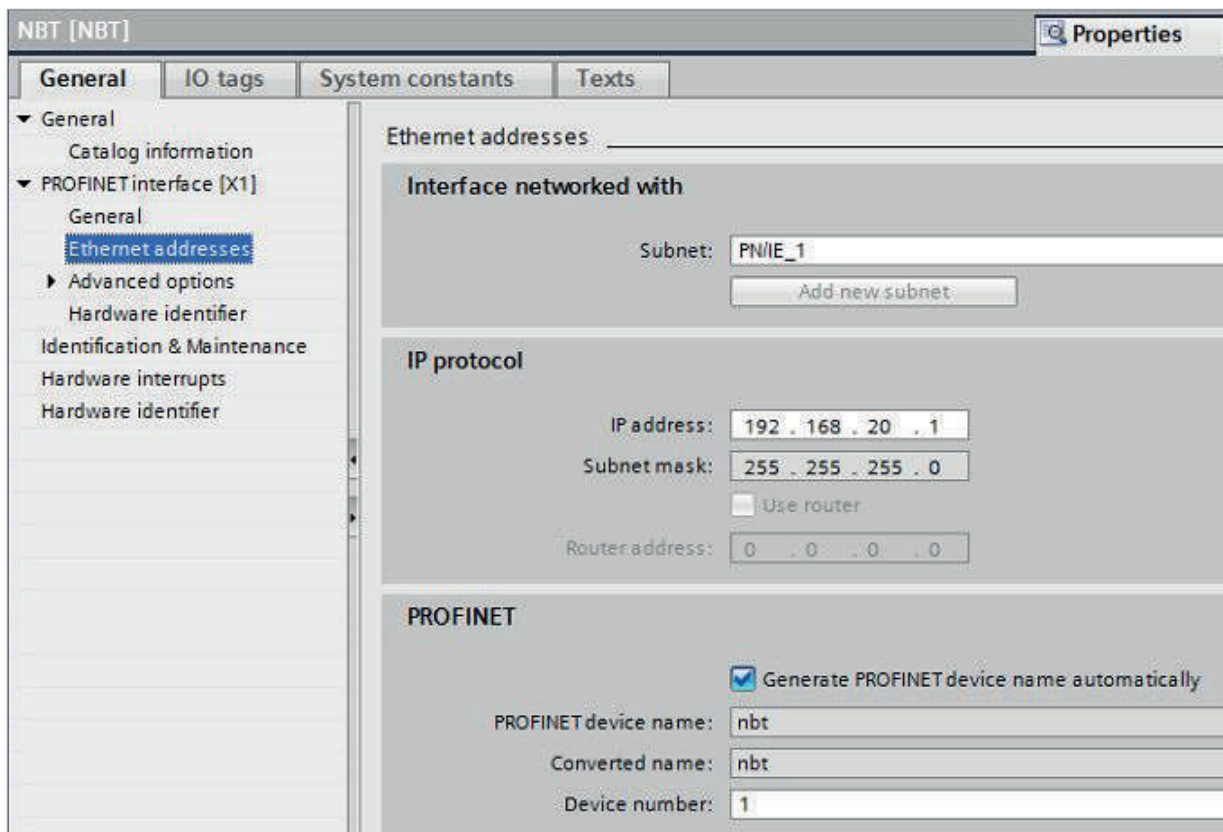 NBT [NBT]
Properties
General
IO tags
System constants
Texts
General
Catalog information
PROFINET interface [X1]
General
Ethernet addresses
Advanced options
Hardware identifier
Identification & Maintenance
Hardware interrupts
Hardware identifier
Ethernet addresses
Interface networked with
Subnet: PN/IE_1
Add new subnet
IP protocol
IP address: 192 . 168 . 20 . 1
Subnet mask: 255 . 255 . 255 . 0
Use router
Router address: 0 . 0 . 0 . 0
PROFINET
Generate PROFINET device name automatically
PROFINET device name: nbt
Converted name: nbt
Device number: 1